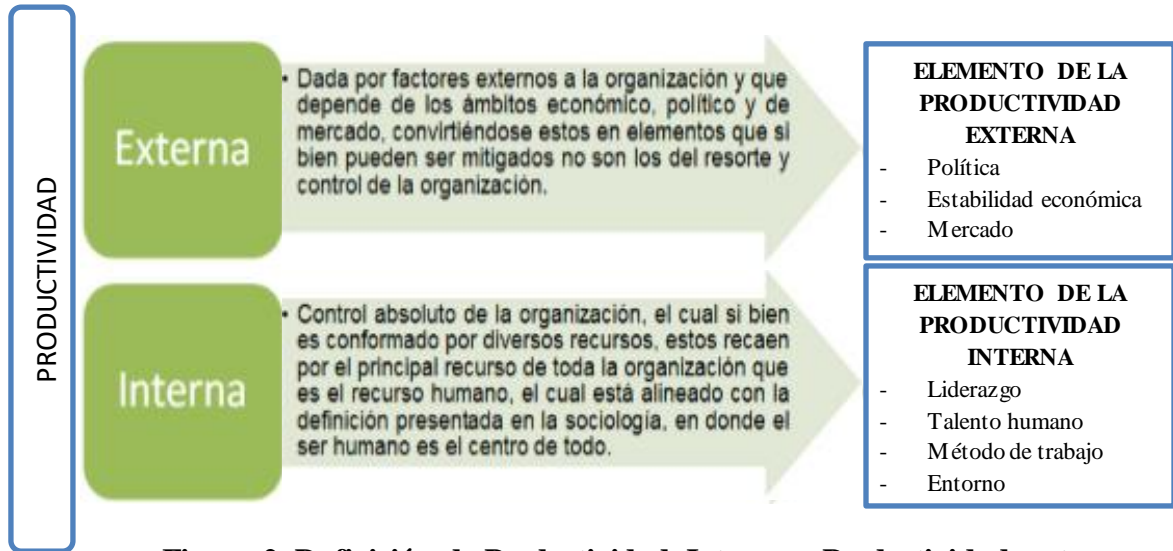 PRODUCTIVIDAD
Externa
• Dada por factores externos a la organización y que
depende de los ámbitos económico, político y de
mercado, convirtiéndose estos en elementos que si
bien pueden ser mitigados no son los del resorte y
control de la organización.
ELEMENTO DE LA
PRODUCTIVIDAD
EXTERNA
- Política
- Estabilidad económica
- Mercado
Interna
• Control absoluto de la organización, el cual si bien
es conformado por diversos recursos, estos recaen
por el principal recurso de toda la organización que
es el recurso humano, el cual está alineado con la
definición presentada en la sociología, en donde el
ser humano es el centro de todo.
ELEMENTO DE LA
PRODUCTIVIDAD
INTERNA
- Liderazgo
- Talento humano
- Método de trabajo
- Entorno